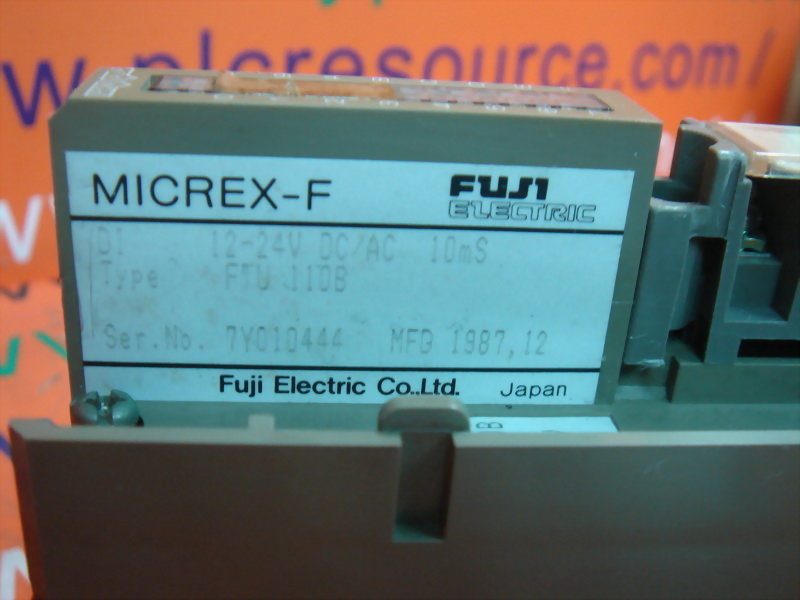 www.plcresource.com/
MICREX-F
FUJI
ELECTRIC
DI 12-24V DC/AC 10mS
Type FTU 110B
Ser.No. 7Y010444 MFD 1987,12
Fuji Electric Co.,Ltd. Japan
B